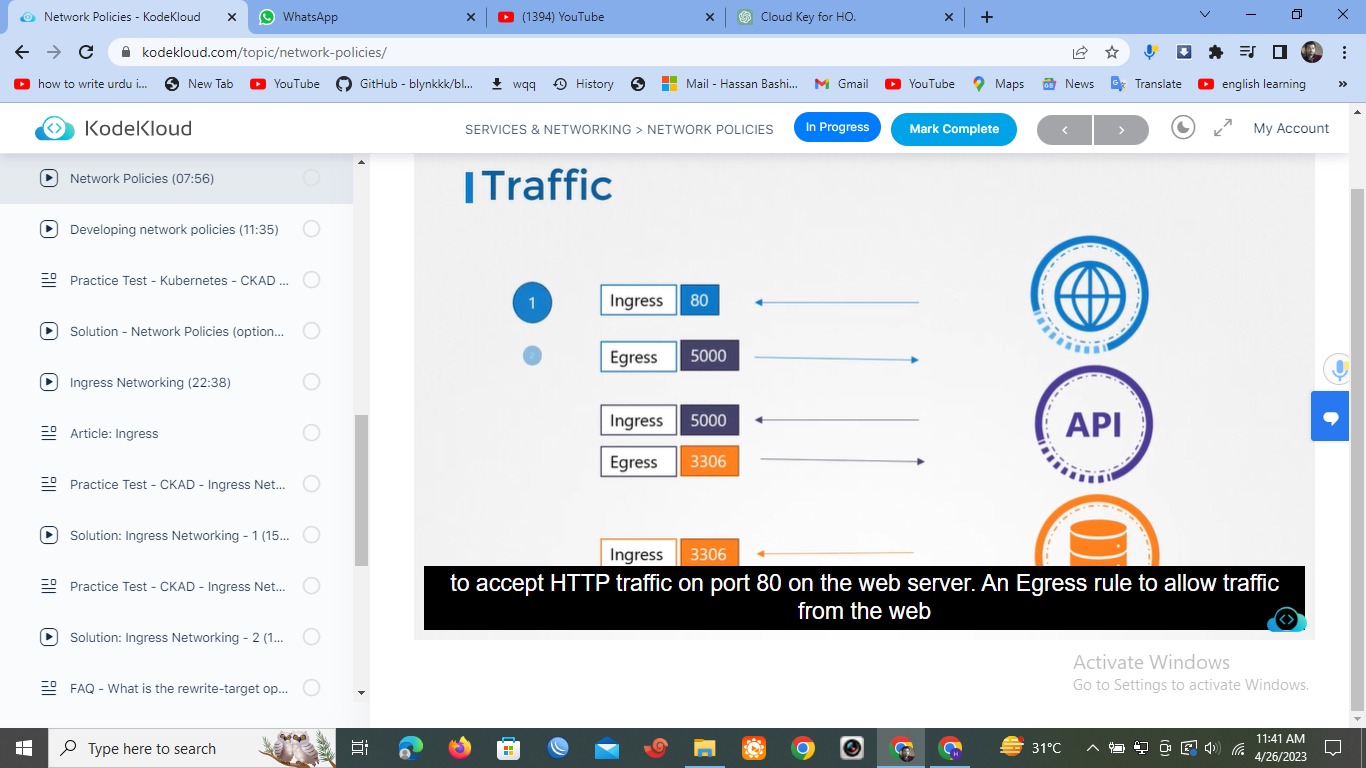 Network Policies - KodeKloud
WhatsApp
(1394) YouTube
Cloud Key for HO.
kodekloud.com/topic/network-policies/
how to write urdu i...
New Tab
YouTube
GitHub - blynkkk/bl...
wqq
History
Mail - Hassan Bashi...
Gmail
YouTube
Maps
News
Translate
english learning
»
KodeKloud
SERVICES & NETWORKING > NETWORK POLICIES
In Progress
Mark Complete
<
>
My Account
Network Policies (07:56)
Developing network policies (11:35)
Practice Test - Kubernetes - CKAD ...
Solution - Network Policies (option...
Ingress Networking (22:38)
Article: Ingress
Practice Test - CKAD - Ingress Net...
Solution: Ingress Networking - 1 (15...
Practice Test - CKAD - Ingress Net...
Solution: Ingress Networking - 2 (1...
FAQ - What is the rewrite-target op...
Traffic
1
Ingress 80
2
Egress 5000
Ingress 5000
Egress 3306
API
Ingress 3306
to accept HTTP traffic on port 80 on the web server. An Egress rule to allow traffic
from the web
Activate Windows
Go to Settings to activate Windows.
Type here to search
31°C
11:41 AM
4/26/2023